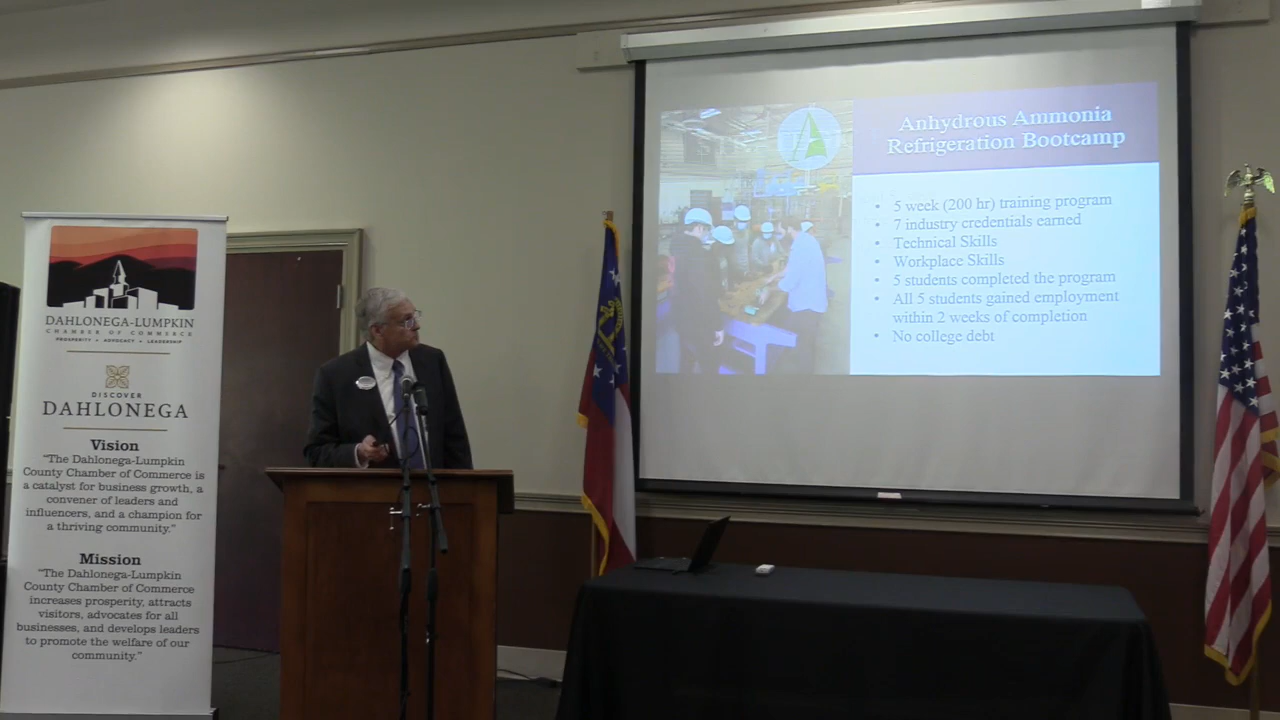 DAHLONEGA-LUMPKIN
CHAMBER OF COMMERCE
PROSPERITY • ADVOCACY • LEADERSHIP
DISCOVER
DAHLONEGA
Vision
"The Dahlonega-Lumpkin
County Chamber of Commerce is
a catalyst for business growth, a
convener of leaders and
influencers, and a champion for
a thriving community."
Mission
"The Dahlonega-Lumpkin
County Chamber of Commerce
increases prosperity, attracts
visitors, advocates for all
businesses, and develops leaders
to promote the welfare of our
community."
Anhydrous Ammonia
Refrigeration Bootcamp
• 5 week (200 hr) training program
• 7 industry credentials earned
• Technical Skills
• Workplace Skills
• 5 students completed the program
• All 5 students gained employment
within 2 weeks of completion
• No college debt